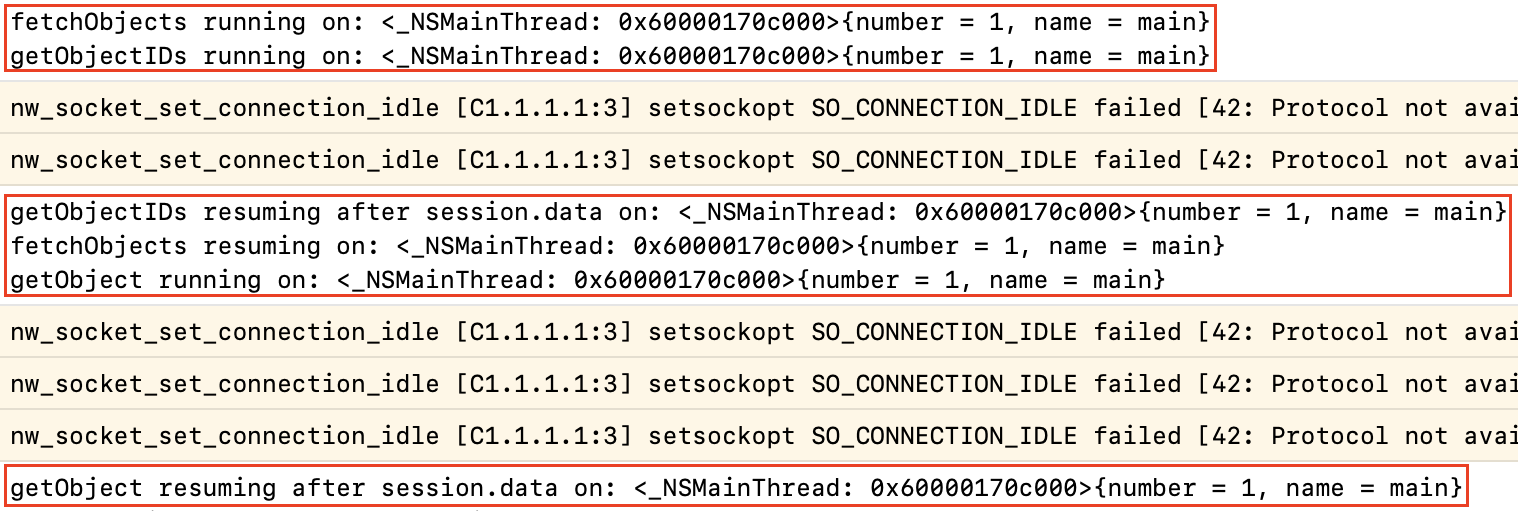 fetchObjects running on: <_NSMainThread: 0x60000170c000>{number = 1, name = main}
getObjectIDs running on: <_NSMainThread: 0x60000170c000>{number = 1, name = main}
nw_socket_set_connection_idle [C1.1.1.1:3] setsockopt SO_CONNECTION_IDLE failed [42: Protocol not avai
nw_socket_set_connection_idle [C1.1.1.1:3] setsockopt SO_CONNECTION_IDLE failed [42: Protocol not avai
getObjectIDs resuming after session.data on: <_NSMainThread: 0x60000170c000>{number = 1, name = main}
fetchObjects resuming on: <_NSMainThread: 0x60000170c000>{number = 1, name = main}
getObject running on: <_NSMainThread: 0x60000170c000>{number = 1, name = main}
nw_socket_set_connection_idle [C1.1.1.1:3] setsockopt SO_CONNECTION_IDLE failed [42: Protocol not avai
nw_socket_set_connection_idle [C1.1.1.1:3] setsockopt SO_CONNECTION_IDLE failed [42: Protocol not avai
nw_socket_set_connection_idle [C1.1.1.1:3] setsockopt SO_CONNECTION_IDLE failed [42: Protocol not avai
getObject resuming after session.data on: <_NSMainThread: 0x60000170c000>{number = 1, name = main}